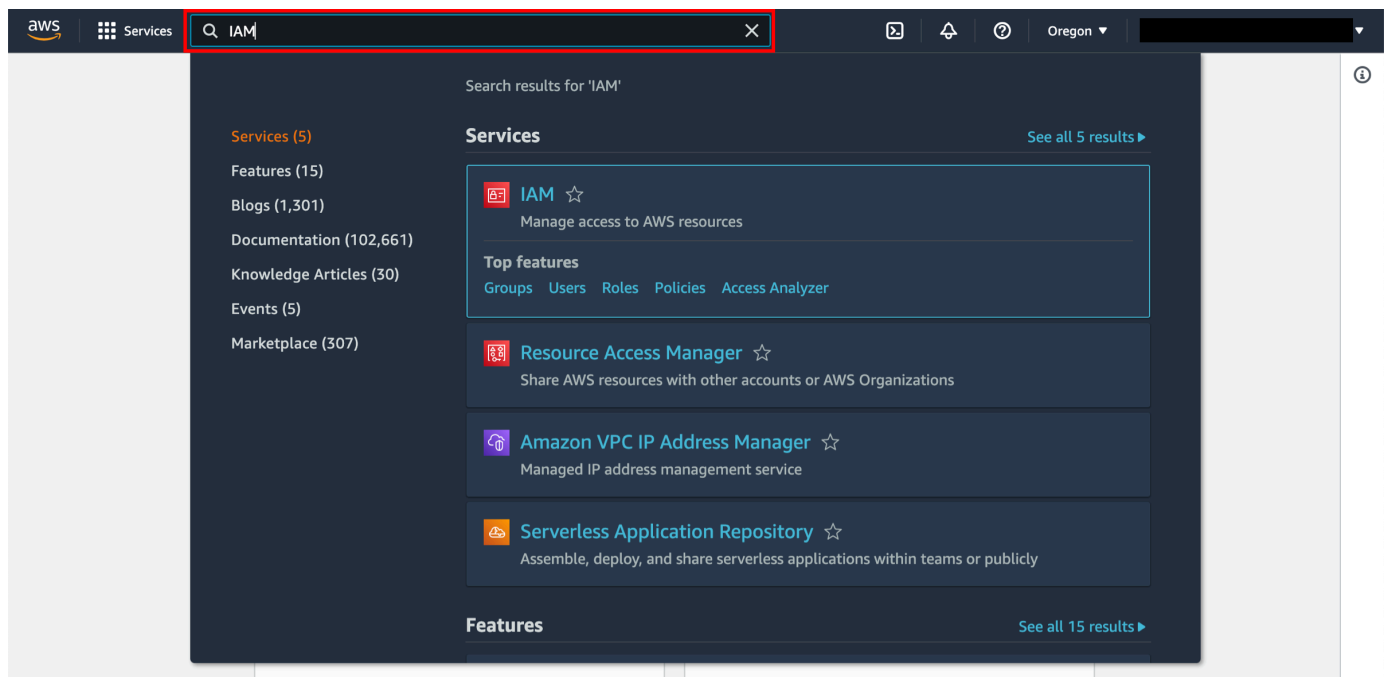 aws Services IAM Oregon
Search results for 'IAM'
Services (5)
Features (15)
Blogs (1,301)
Documentation (102,661)
Knowledge Articles (30)
Events (5)
Marketplace (307)
Services See all 5 results
IAM
Manage access to AWS resources
Top features
Groups Users Roles Policies Access Analyzer
Resource Access Manager
Share AWS resources with other accounts or AWS Organizations
Amazon VPC IP Address Manager
Managed IP address management service
Serverless Application Repository
Assemble, deploy, and share serverless applications within teams or publicly
Features See all 15 results